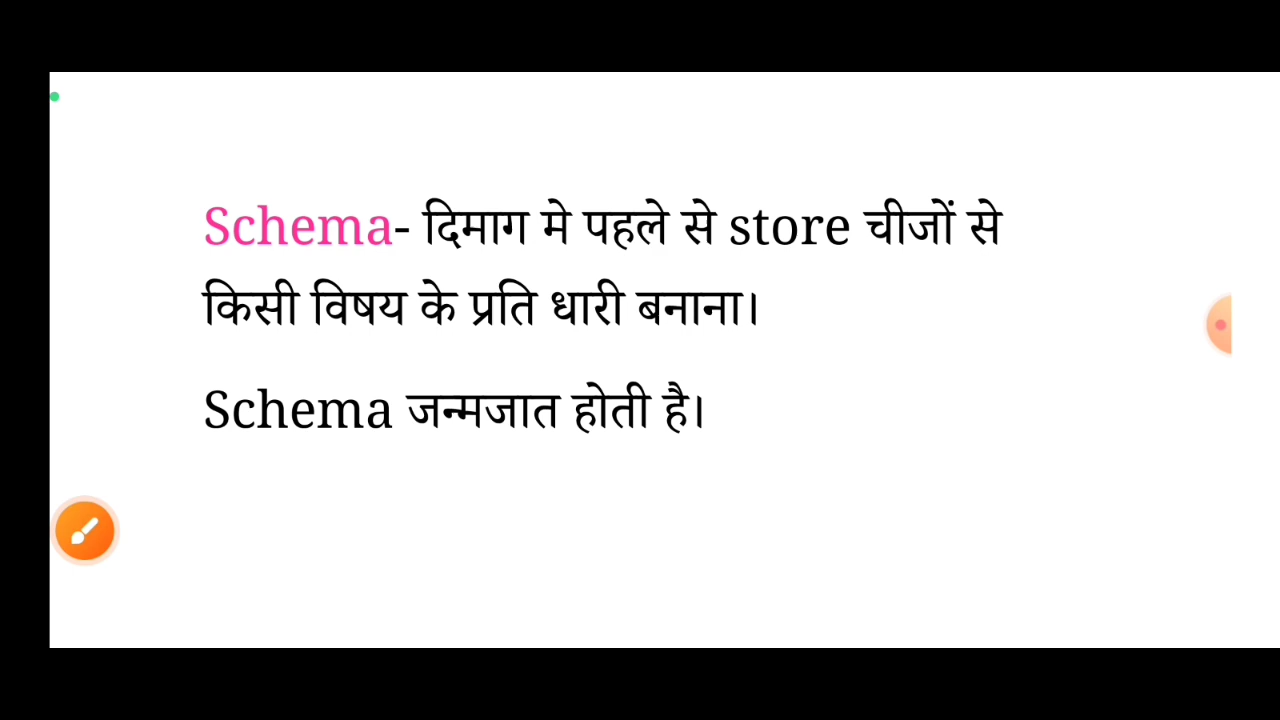 Schema- दिमाग मे पहले से store चीजों से
किसी विषय के प्रति धारी बनाना।
Schema जन्मजात होती है।